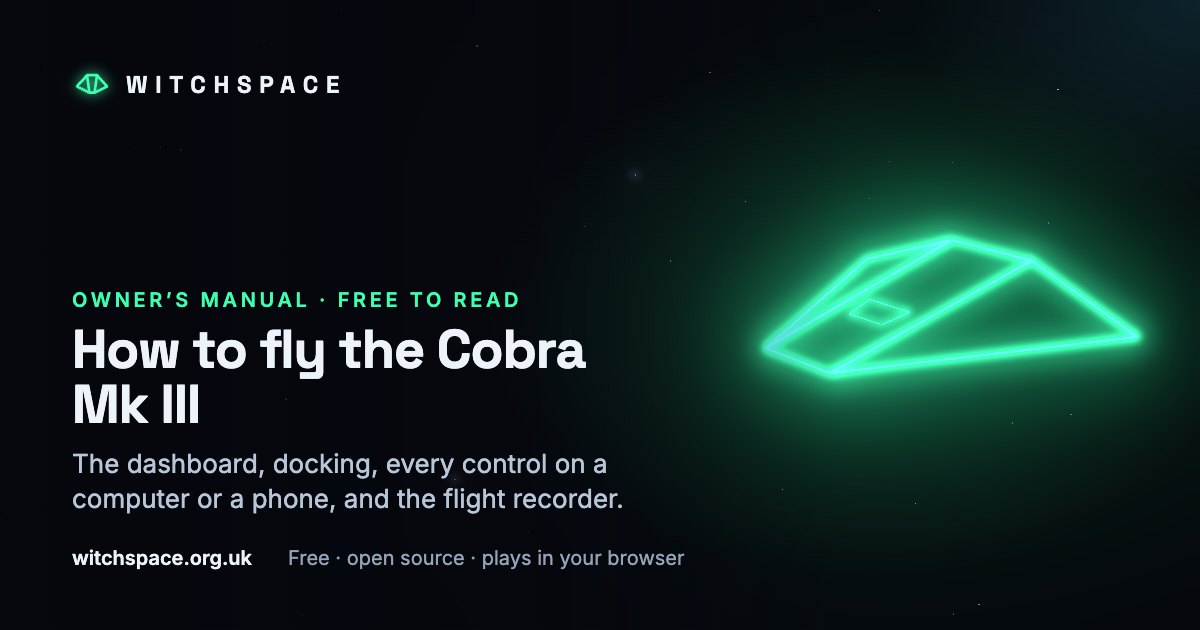 WITCHSPACE
OWNER’S MANUAL · FREE TO READ
How to fly the Cobra
Mk III
The dashboard, docking, every control on a
computer or a phone, and the flight recorder.
witchspace.org.uk Free · open source · plays in your browser